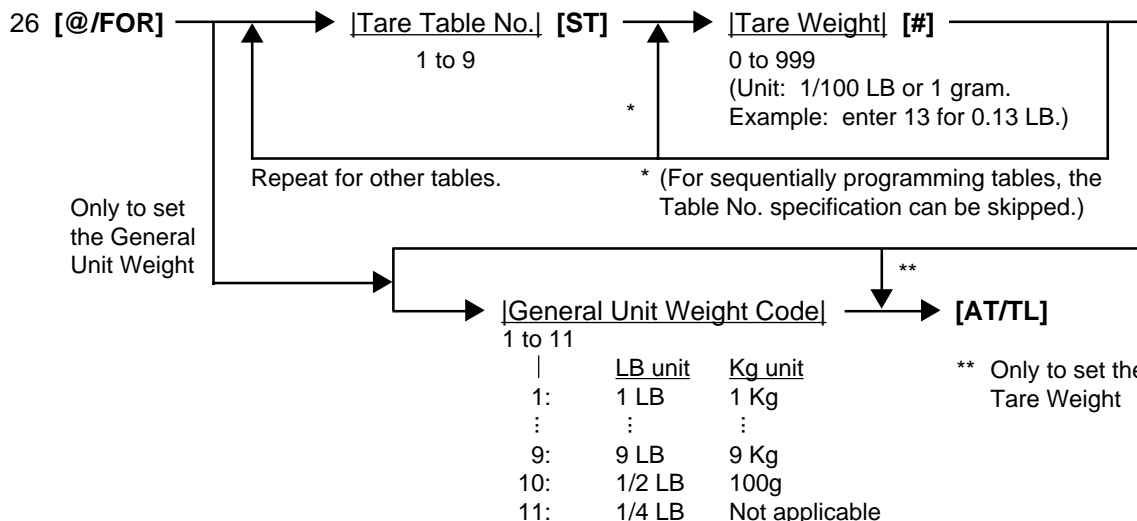 26 [@/FOR] |Tare Table No.| [ST] |Tare Weight| [#]
1 to 9
0 to 999
(Unit: 1/100 LB or 1 gram.
Example: enter 13 for 0.13 LB.)
*
Repeat for other tables.
* (For sequentially programming tables, the
Table No. specification can be skipped.)
Only to set
the General
Unit Weight
**
|General Unit Weight Code| [AT/TL]
1 to 11
LB unit Kg unit
1: 1 LB 1 Kg
⋮ ⋮ ⋮
9: 9 LB 9 Kg
10: 1/2 LB 100g
11: 1/4 LB Not applicable
** Only to set the
Tare Weight